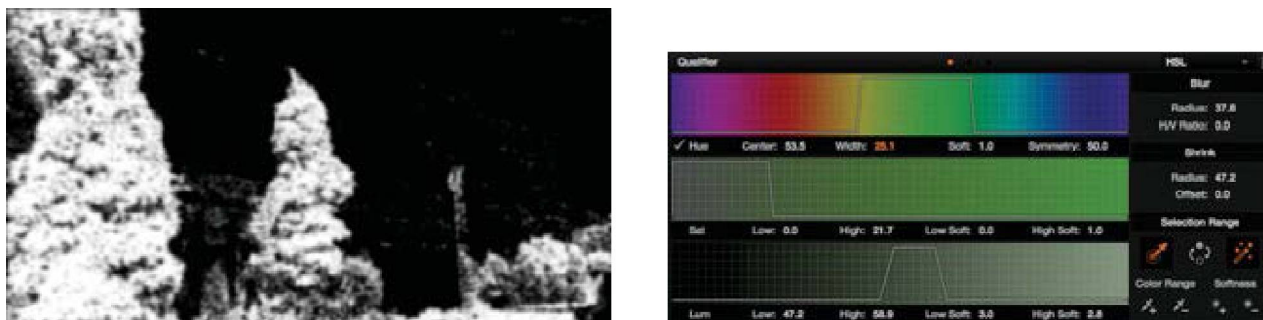 Qualifier HSL
Blur
Radius: 37.8
H/V Ratio: 0.0
✓ Hue Center: 53.5 Width: 25.1 Soft: 1.0 Symmetry: 50.0
Shrink
Radius: 47.2
Offset: 0.0
Sat Low: 0.0 High: 21.7 Low Soft: 0.0 High Soft: 1.0
Selection Range
Color Range Softness
Lum Low: 47.2 High: 58.9 Low Soft: 3.0 High Soft: 2.8